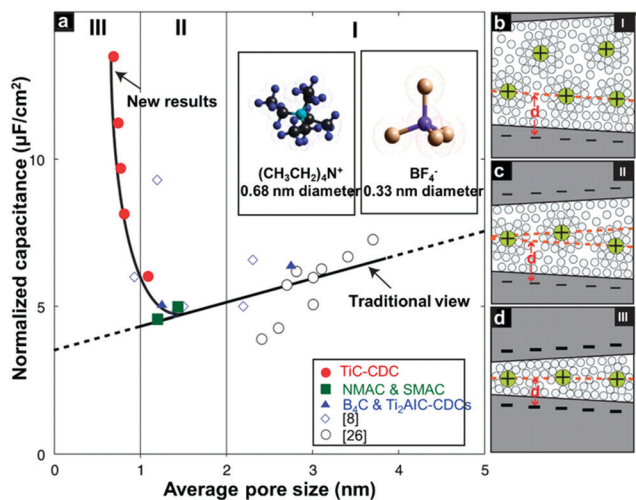 a
III
II
I
New results
(CH₃CH₂)₄N⁺
0.68 nm diameter
BF₄⁻
0.33 nm diameter
Traditional view
TiC-CDC
NMAC & SMAC
B₄C & Ti₂AlC-CDCs
[8]
[26]
Normalized capacitance (µF/cm²)
10
5
0
0
1
2
3
4
5
Average pore size (nm)
b
I
+
+
+
+
+
d
c
II
+
+
+
d
d
III
+
+
+
d